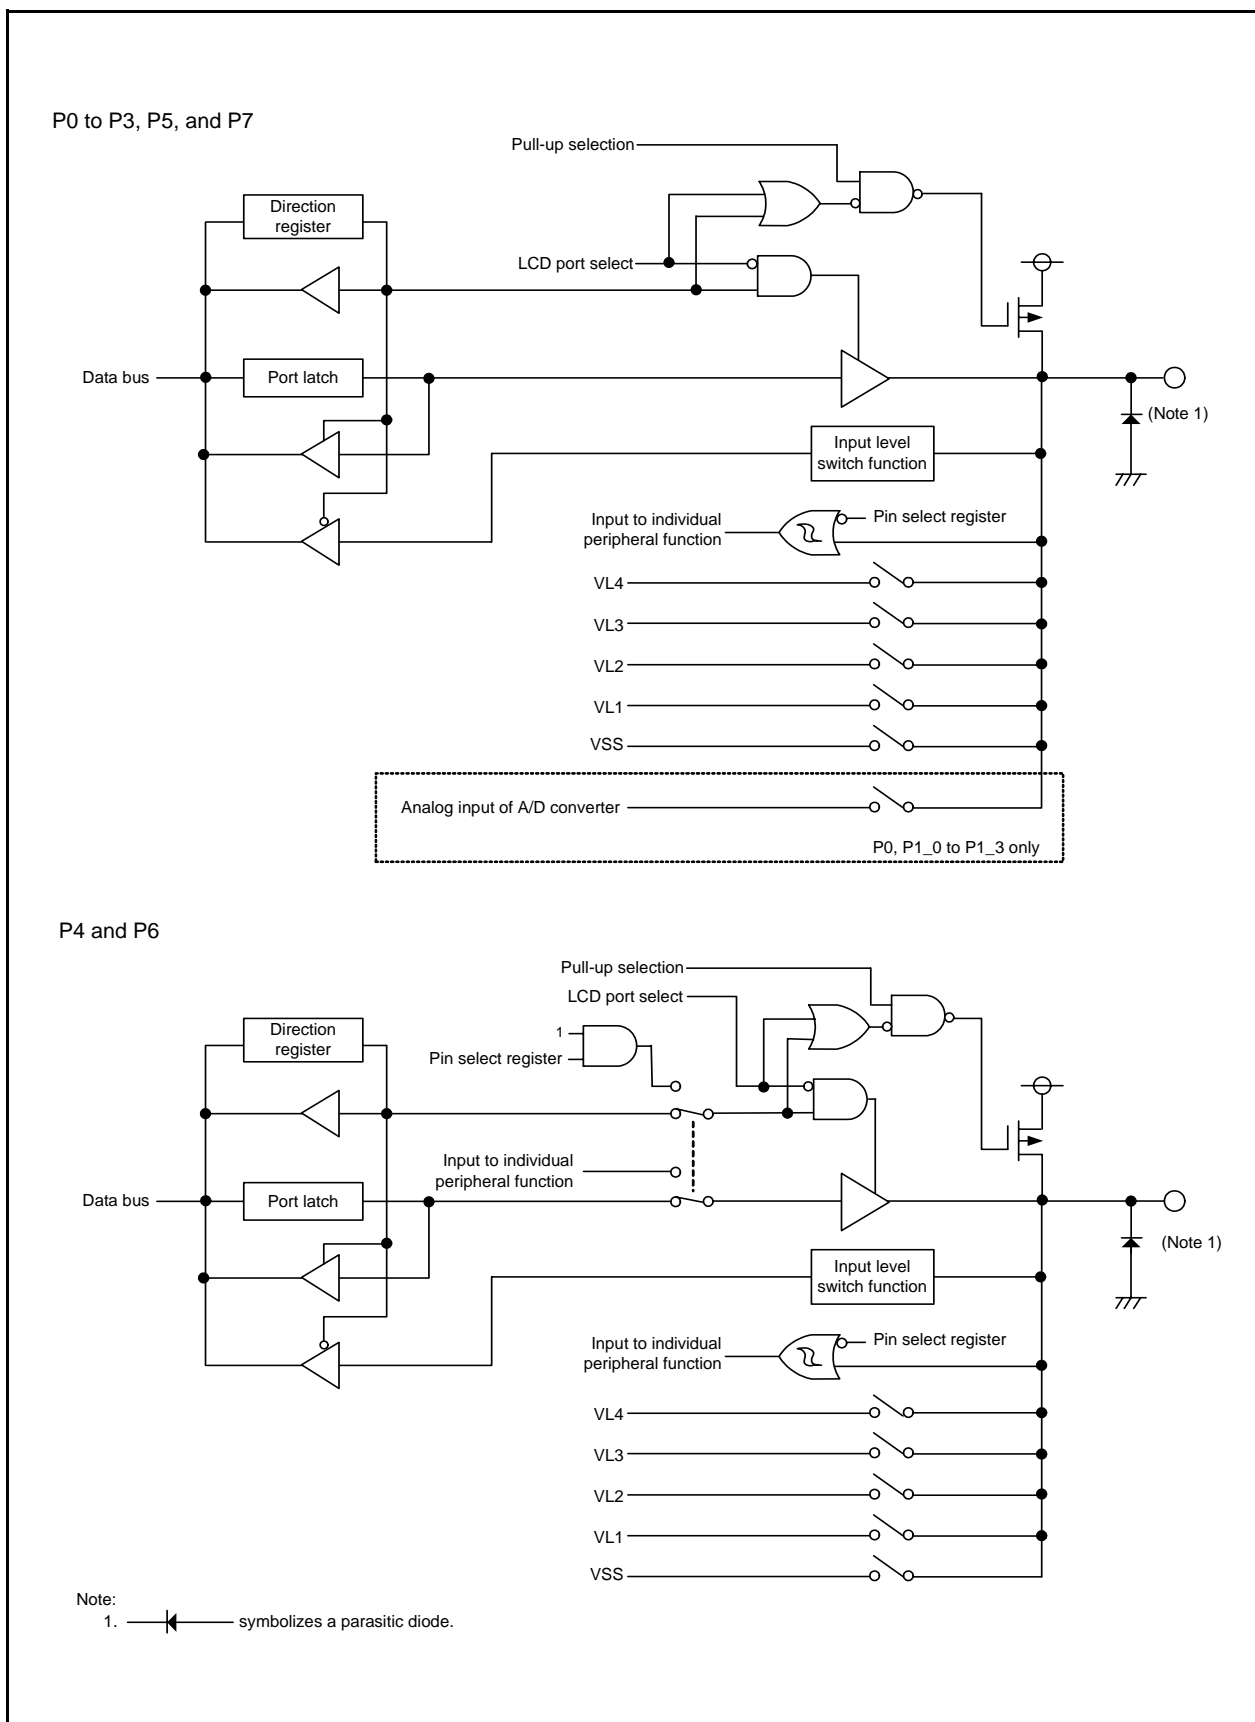 P0 to P3, P5, and P7
Pull-up selection
Direction
register
LCD port select
Data bus
Port latch
(Note 1)
Input level
switch function
Input to individual
peripheral function
Pin select register
VL4
VL3
VL2
VL1
VSS
Analog input of A/D converter
P0, P1_0 to P1_3 only
P4 and P6
Pull-up selection
LCD port select
Direction
register
1
Pin select register
Input to individual
peripheral function
Data bus
Port latch
(Note 1)
Input level
switch function
Input to individual
peripheral function
Pin select register
VL4
VL3
VL2
VL1
VSS
Note:
1. symbolizes a parasitic diode.